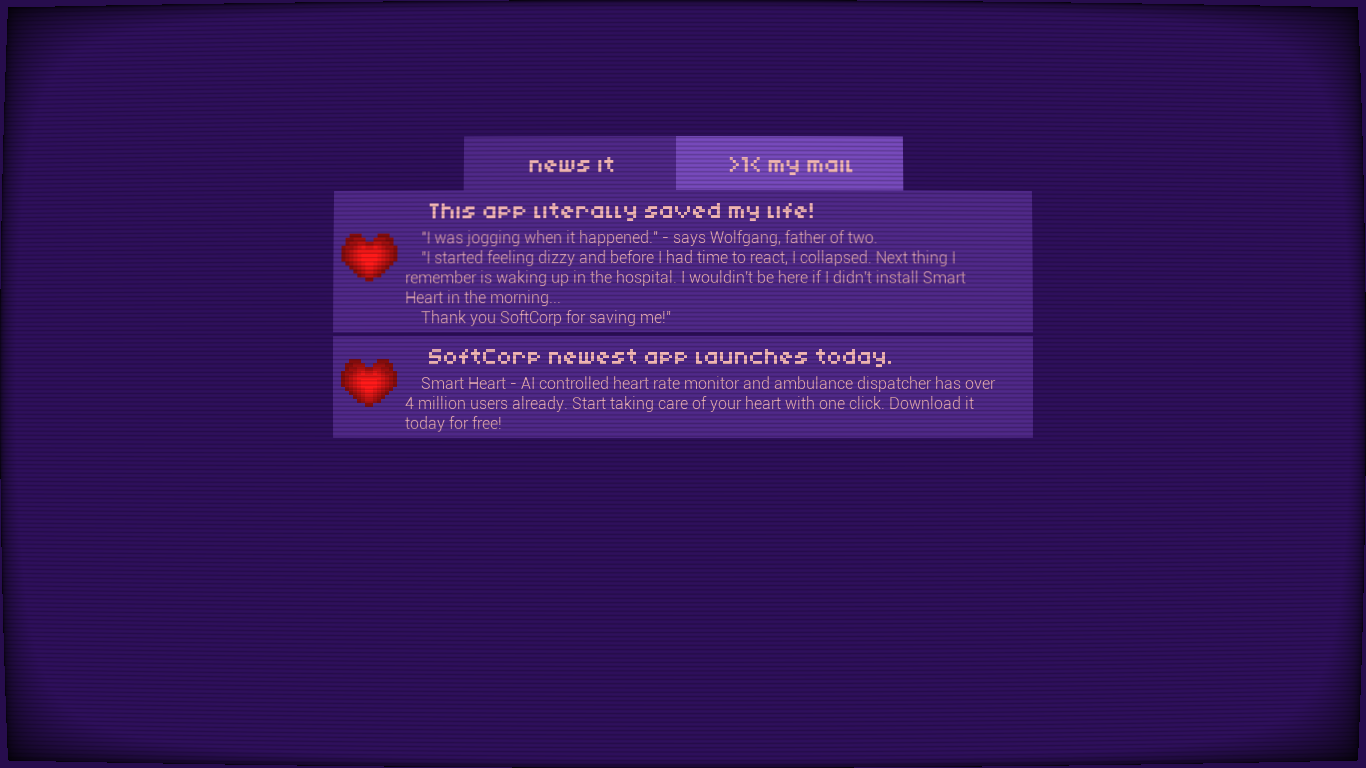 news it
>1< my mail
This app literally saved my life!
"I was jogging when it happened." - says Wolfgang, father of two.
"I started feeling dizzy and before I had time to react, I collapsed. Next thing I
remember is waking up in the hospital. I wouldin't be here if I didn't install Smart
Heart in the morning...
Thank you SoftCorp for saving me!"
SoftCorp newest app launches today.
Smart Heart - AI controlled heart rate monitor and ambulance dispatcher has over
4 million users already. Start taking care of your heart with one click. Download it
today for free!